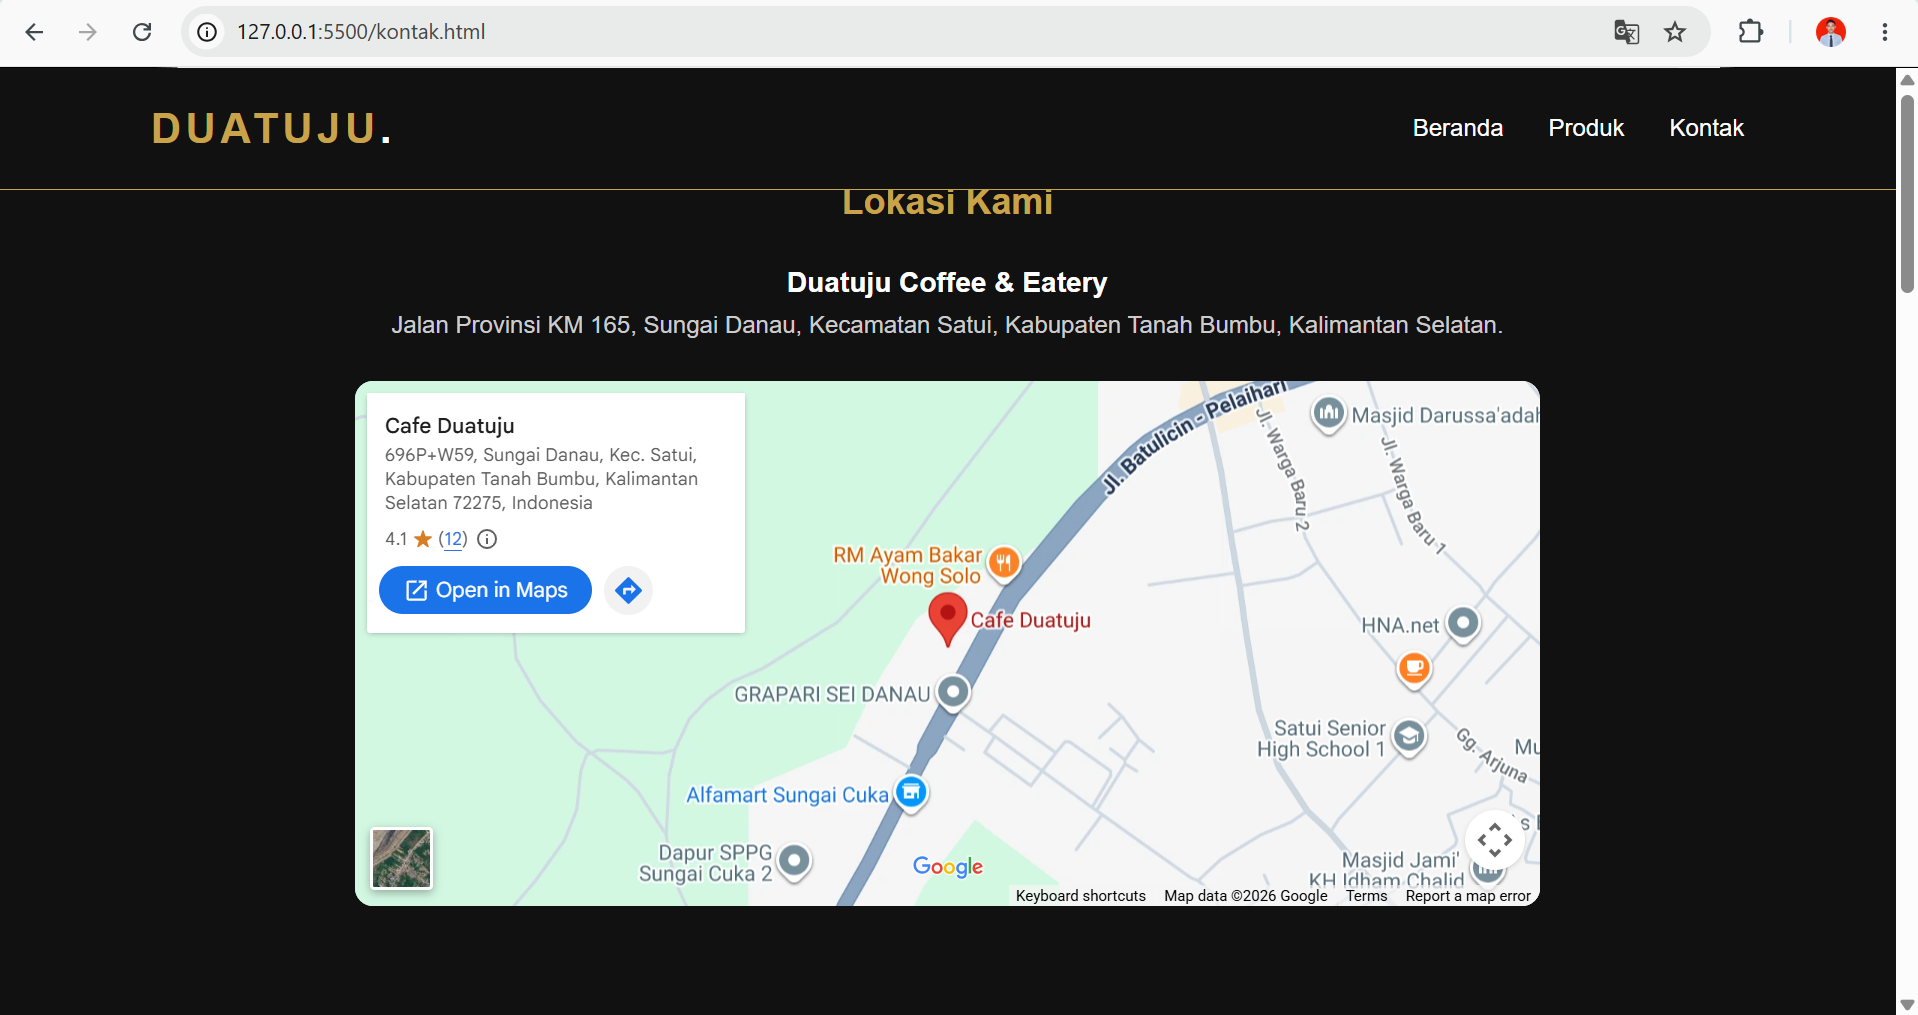 127.0.0.1:5500/kontak.html
DUATUJU.
Beranda
Produk
Kontak
Lokasi Kami
Duatuju Coffee & Eatery
Jalan Provinsi KM 165, Sungai Danau, Kecamatan Satui, Kabupaten Tanah Bumbu, Kalimantan Selatan.
Cafe Duatuju
696P+W59, Sungai Danau, Kec. Satui,
Kabupaten Tanah Bumbu, Kalimantan
Selatan 72275, Indonesia
4.1 ★ (12)
Open in Maps
Jl. Batulicin - Pelaihari
Jl. Warga Baru 2
Jl. Warga Baru 1
Masjid Darussa'adah
RM Ayam Bakar
Wong Solo
Cafe Duatuju
HNA.net
GRAPARI SEI DANAU
Satui Senior
High School 1
Gg. Arjuna
Mu
Alfamart Sungai Cuka
Dapur SPPG
Sungai Cuka 2
Masjid Jami'
KH Idham Chalid
Google
Keyboard shortcuts
Map data ©2026 Google
Terms
Report a map error